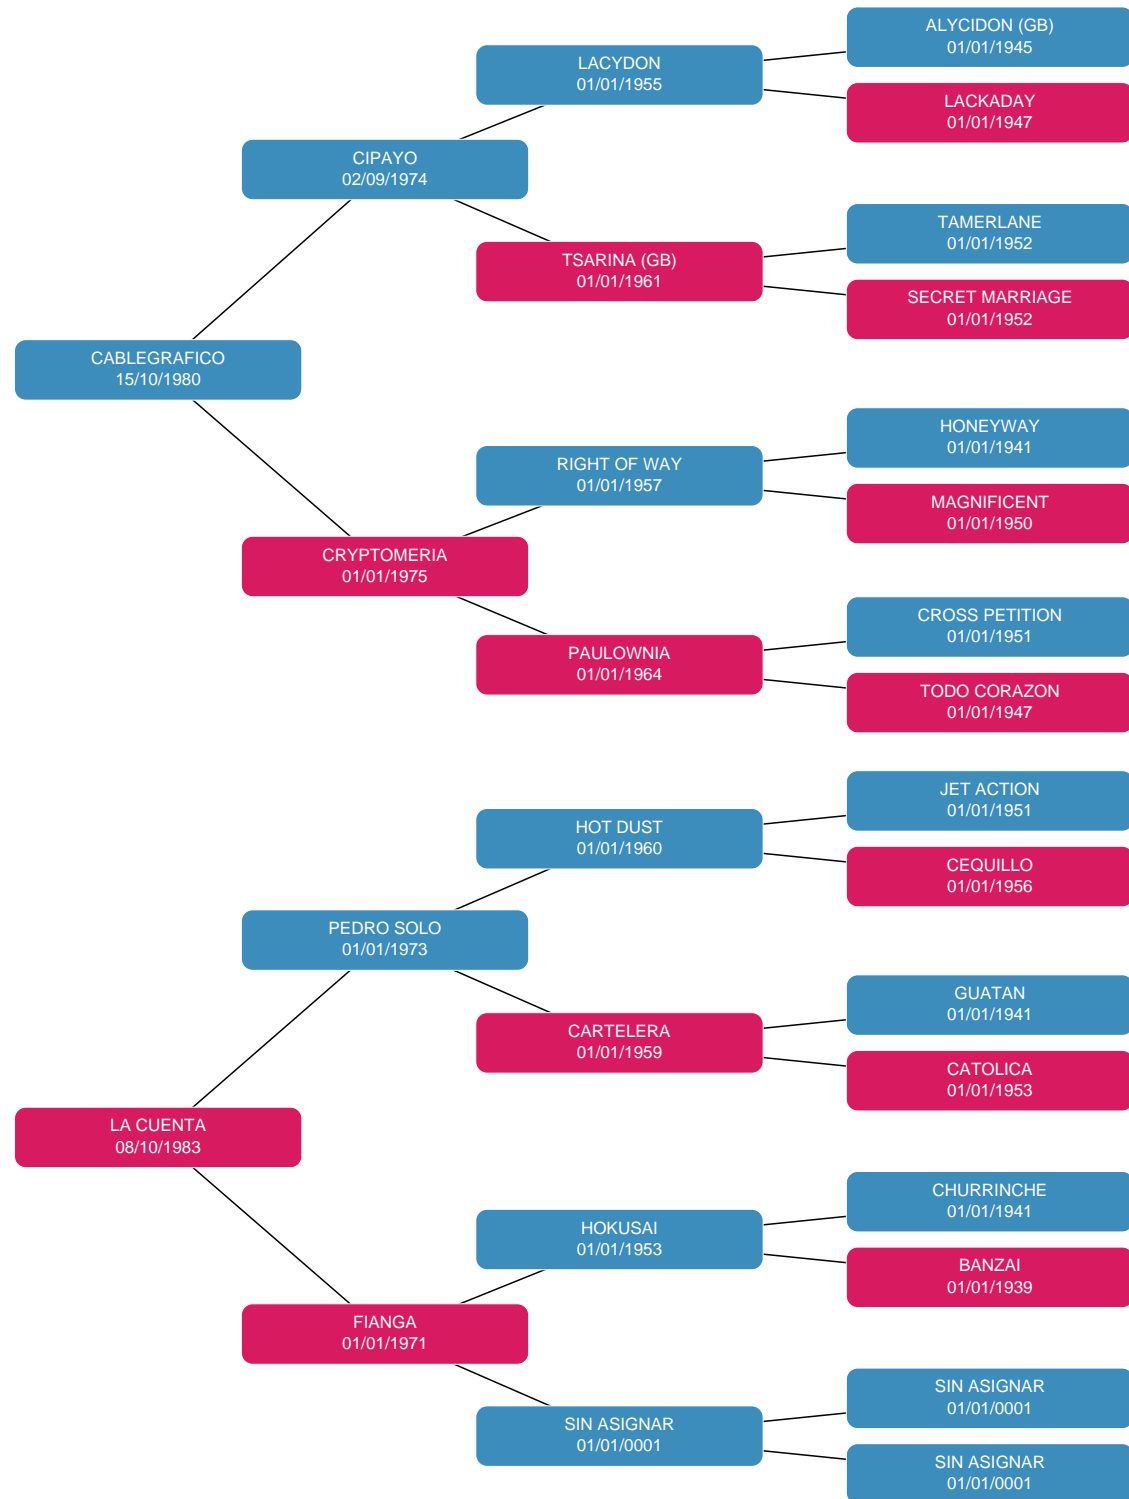 ALYCIDON (GB)
01/01/1945
LACYDON
01/01/1955
LACKADAY
01/01/1947
CIPAYO
02/09/1974
TAMERLANE
01/01/1952
TSARINA (GB)
01/01/1961
SECRET MARRIAGE
01/01/1952
CABLEGRAFICO
15/10/1980
HONEYWAY
01/01/1941
RIGHT OF WAY
01/01/1957
MAGNIFICENT
01/01/1950
CRYPTOMERIA
01/01/1975
CROSS PETITION
01/01/1951
PAULOWNIA
01/01/1964
TODO CORAZON
01/01/1947
JET ACTION
01/01/1951
HOT DUST
01/01/1960
CEQUILLO
01/01/1956
PEDRO SOLO
01/01/1973
GUATAN
01/01/1941
CARTELERA
01/01/1959
CATOLICA
01/01/1953
LA CUENTA
08/10/1983
CHURRINCHE
01/01/1941
HOKUSAI
01/01/1953
BANZAI
01/01/1939
FIANGA
01/01/1971
SIN ASIGNAR
01/01/0001
SIN ASIGNAR
01/01/0001
SIN ASIGNAR
01/01/0001